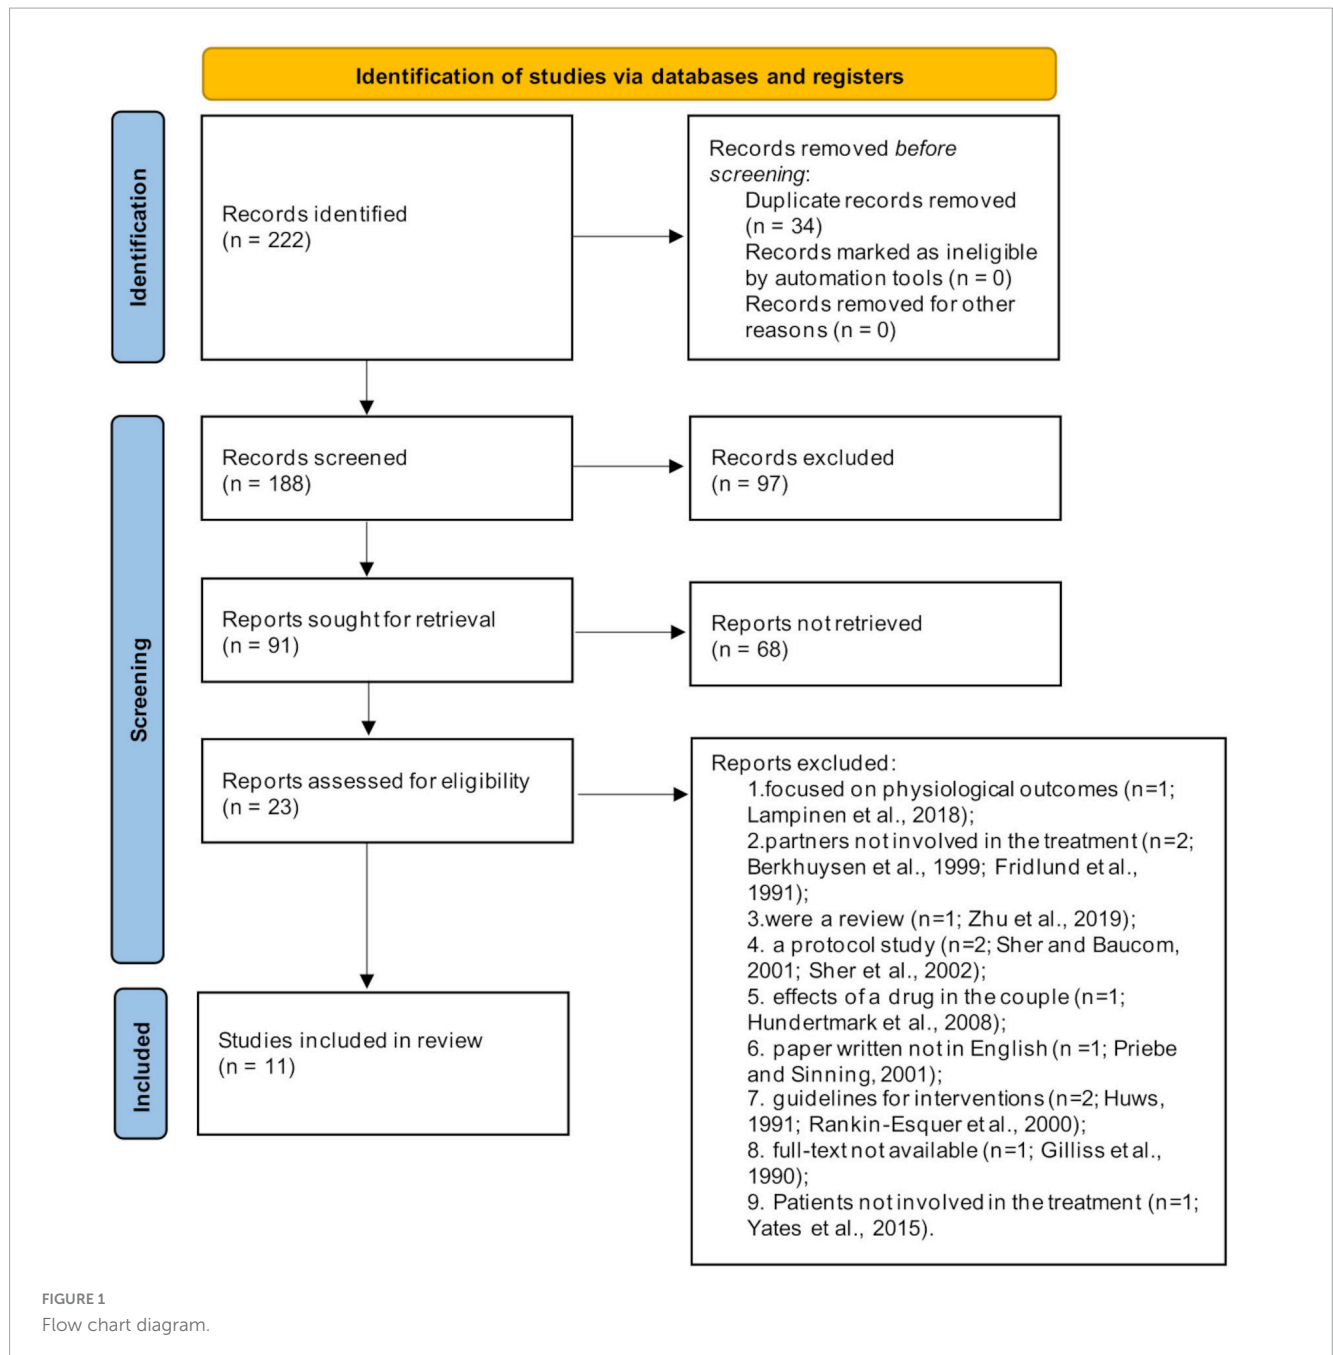 Identification of studies via databases and registers
Identification
Records identified
(n = 222)
Records removed before
screening:
Duplicate records removed
(n = 34)
Records marked as ineligible
by automation tools (n = 0)
Records removed for other
reasons (n = 0)
Screening
Records screened
(n = 188)
Records excluded
(n = 97)
Reports sought for retrieval
(n = 91)
Reports not retrieved
(n = 68)
Reports assessed for eligibility
(n = 23)
Reports excluded:
1.focused on physiological outcomes (n=1;
Lampinen et al., 2018);
2.partners not involved in the treatment (n=2;
Berkhuysen et al., 1999; Fridlund et al.,
1991);
3.were a review (n=1; Zhu et al., 2019);
4. a protocol study (n=2; Sher and Baucom,
2001; Sher et al., 2002);
5. effects of a drug in the couple (n=1;
Hundertmark et al., 2008);
6. paper written not in English (n =1; Priebe
and Sinning, 2001);
7. guidelines for interventions (n=2; Huws,
1991; Rankin-Esquer et al., 2000);
8. full-text not available (n=1; Gilliss et al.,
1990);
9. Patients not involved in the treatment (n=1;
Yates et al., 2015).
Included
Studies included in review
(n = 11)
FIGURE 1
Flow chart diagram.